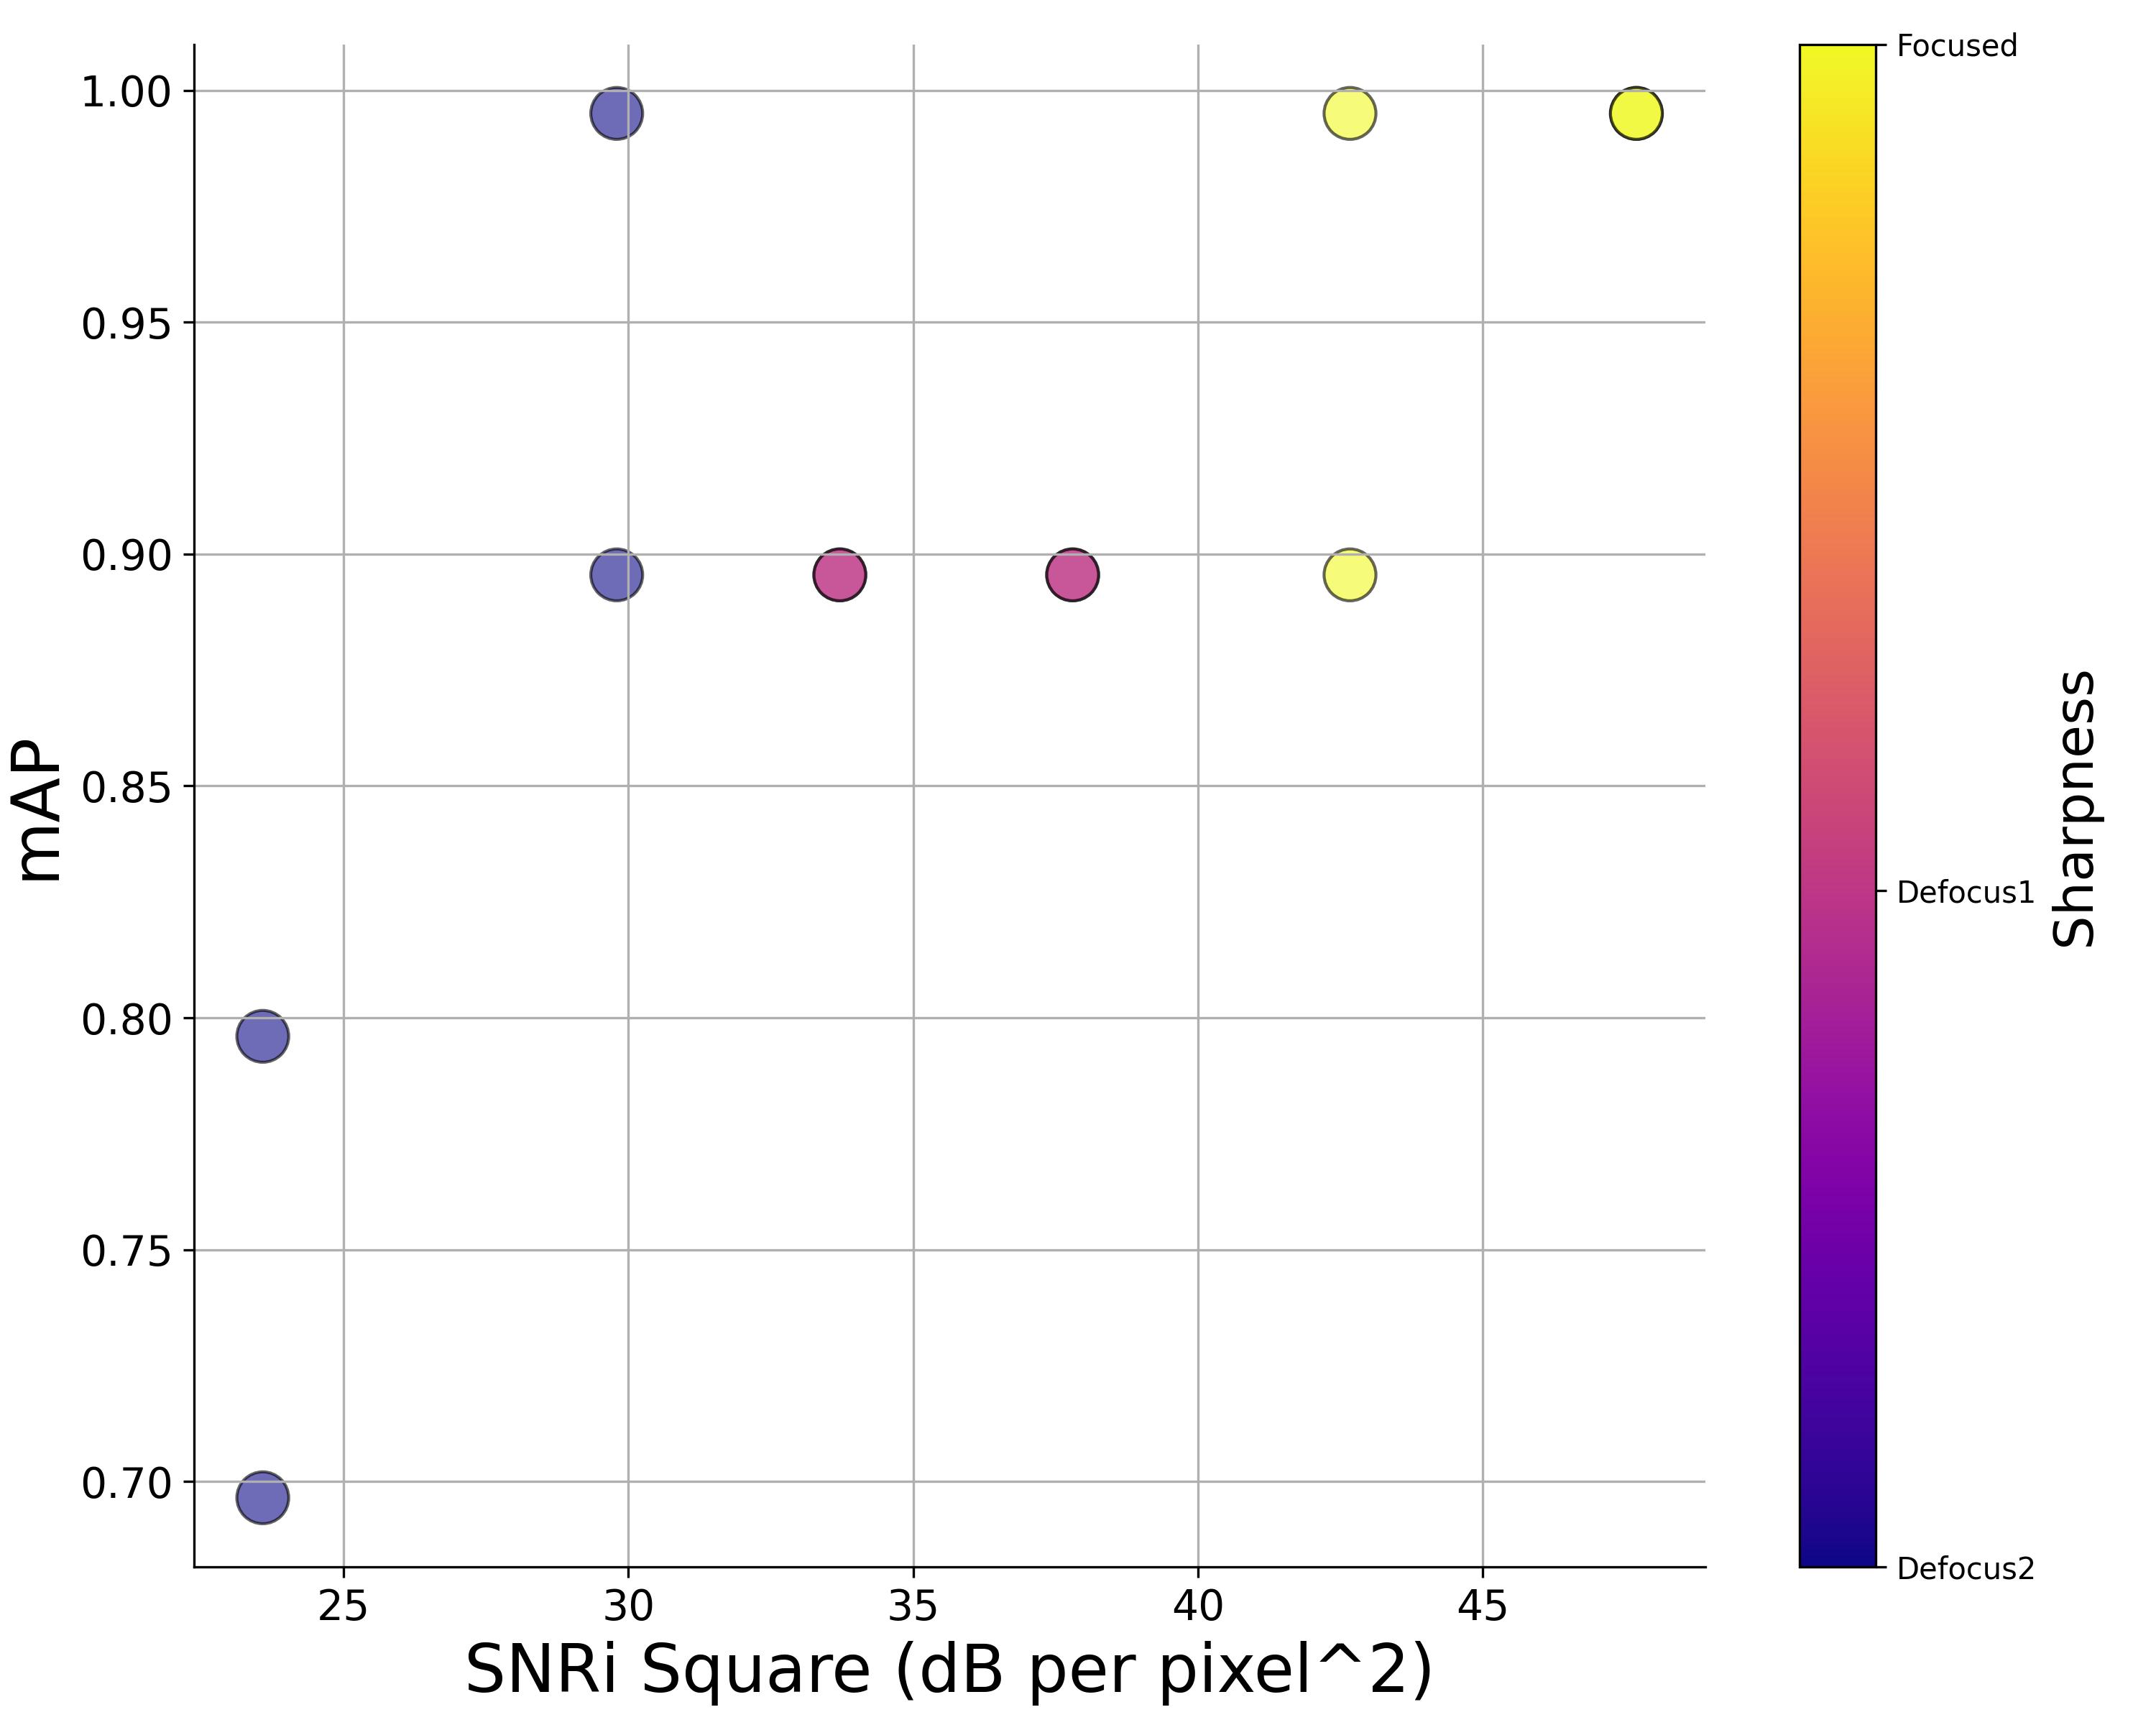 1.00
0.95
0.90
0.85
0.80
0.75
0.70
mAP
25 30 35 40 45
SNRi Square (dB per pixel^2)
Focused
Defocus1
Defocus2
Sharpness